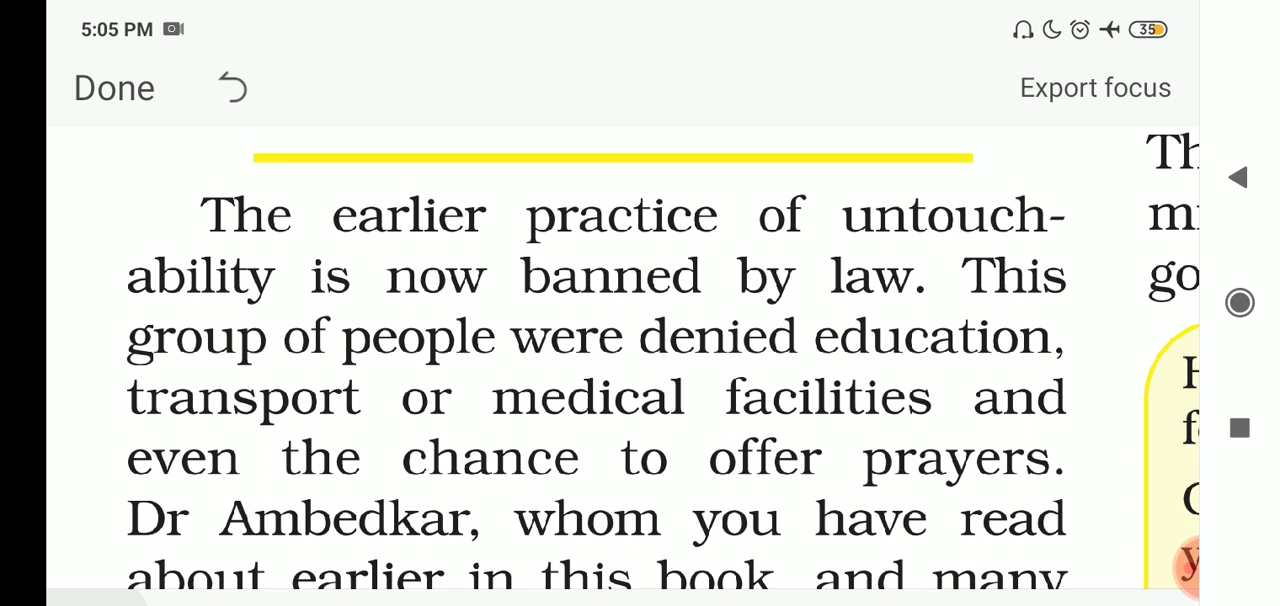 5:05 PM
35
Done
Export focus
The earlier practice of untouch-
ability is now banned by law. This
group of people were denied education,
transport or medical facilities and
even the chance to offer prayers.
Dr Ambedkar, whom you have read
about earlier in this book, and many
go